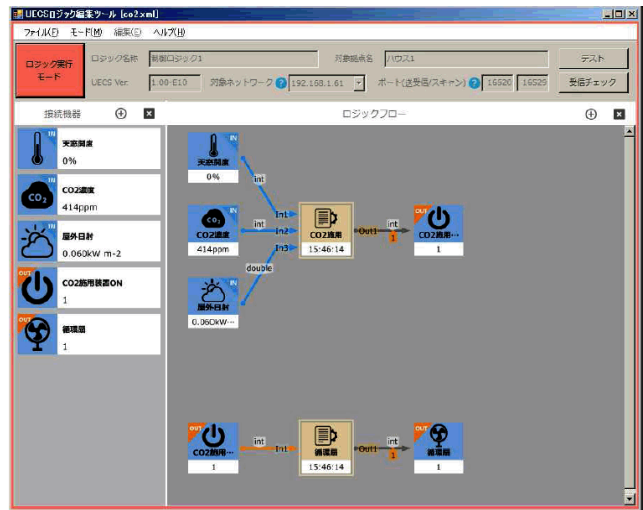 UECSロジック編集ツール [co2.xml]
ファイル(F) モード(M) 編集(E) ヘルプ(H)
ロジック実行
モード
ロジック名称 制御ロジック1 対象拠点名 ハウス1 テスト
UECS Ver. 1.00-E10 対象ネットワーク ? 192.168.1.61 ポート(送受信/スキャン) ? 16520 16529 受信チェック
接続機器
ロジックフロー
IN
天窓開度
0%
IN
CO2濃度
414ppm
IN
屋外日射
0.060kW m-2
OUT
CO2施用装置ON
1
OUT
循環扇
1
IN
天窓開度
0%
int
Int
IN
CO2濃度
414ppm
int
In2
IN
屋外日射
0.060kW…
double
In3
CO2施用
15:46:14
Out1
int
1
OUT
CO2施用…
1
OUT
CO2施用…
1
int
Int
循環扇
15:46:14
Out1
int
1
OUT
循環扇
1